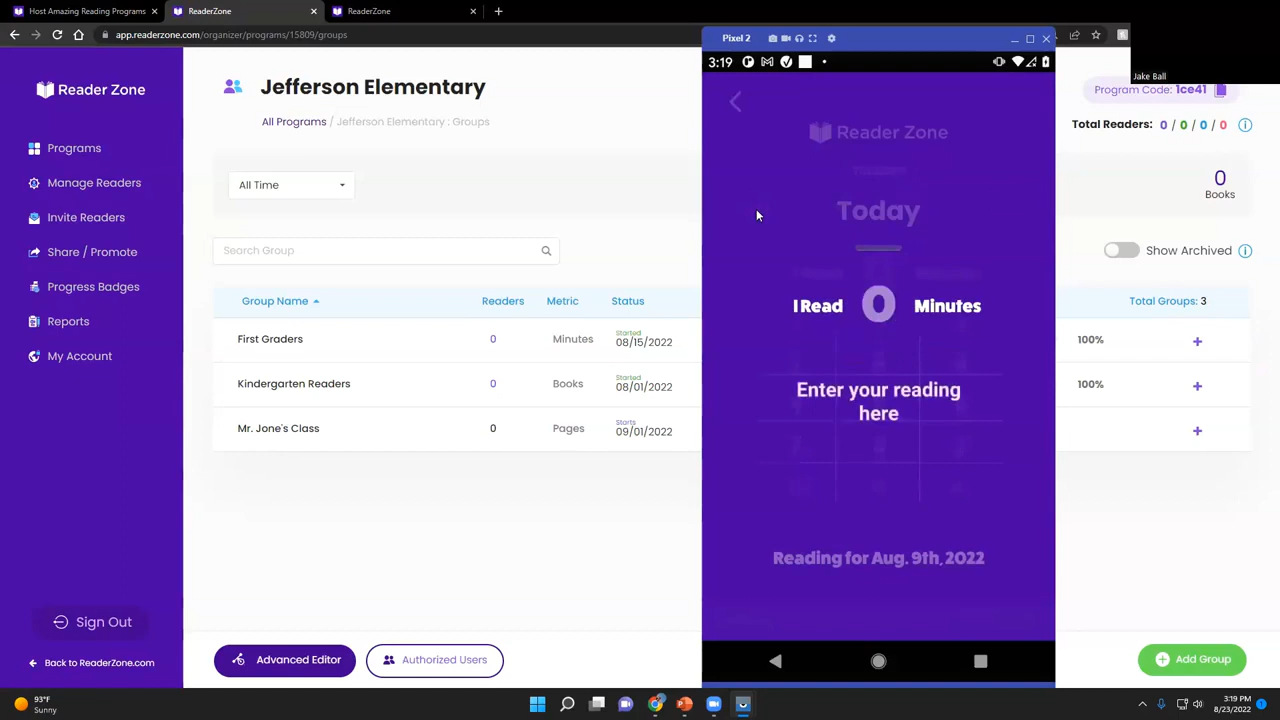 Host Amazing Reading Programs
ReaderZone
ReaderZone
app.readerzone.com/organizer/programs/15809/groups
Reader Zone
Programs
Manage Readers
Invite Readers
Share / Promote
Progress Badges
Reports
My Account
Sign Out
Back to ReaderZone.com
Jefferson Elementary
All Programs / Jefferson Elementary : Groups
All Time
Search Group
Group Name Readers Metric Status
First Graders 0 Minutes Started 08/15/2022
Kindergarten Readers 0 Books Started 08/01/2022
Mr. Jone's Class 0 Pages Starts 09/01/2022
Advanced Editor
Authorized Users
Pixel 2
3:19
Reader Zone
Today
I Read 0 Minutes
Enter your reading
here
Reading for Aug. 9th, 2022
Jake Ball
Program Code: 1ce41
Total Readers: 0 / 0 / 0 / 0
0
Books
Show Archived
Total Groups: 3
100%
100%
Add Group
93°F
Sunny
3:19 PM
8/23/2022